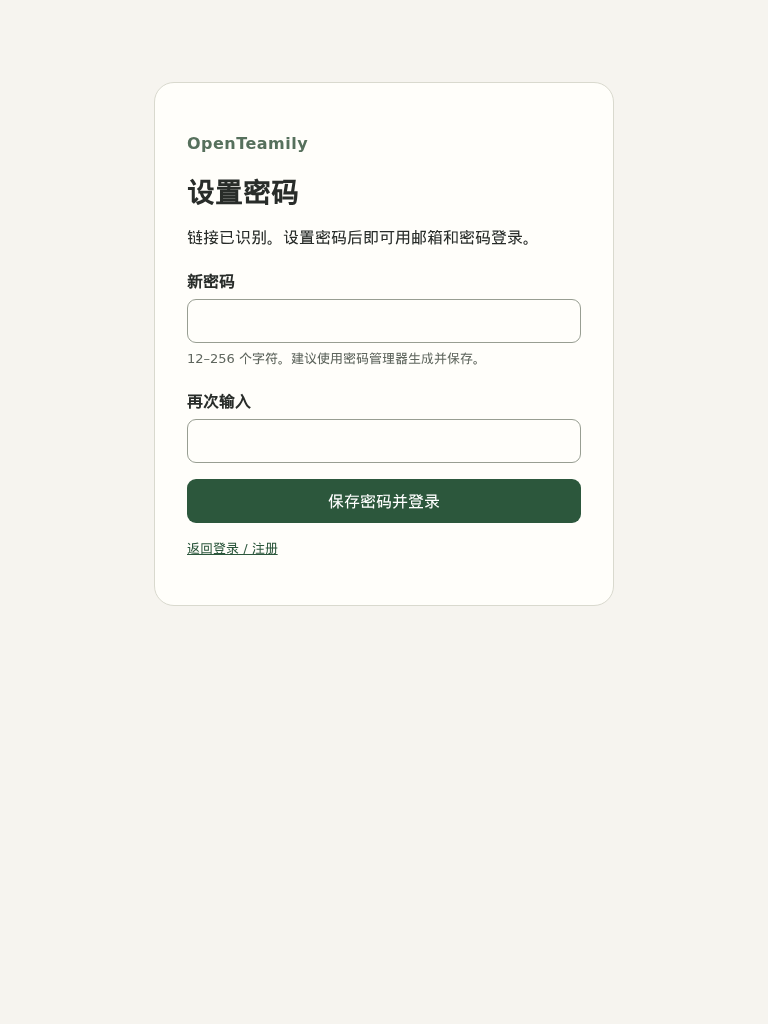 OpenTeamily
设置密码
链接已识别。设置密码后即可用邮箱和密码登录。
新密码
12–256 个字符。建议使用密码管理器生成并保存。
再次输入
保存密码并登录
返回登录 / 注册